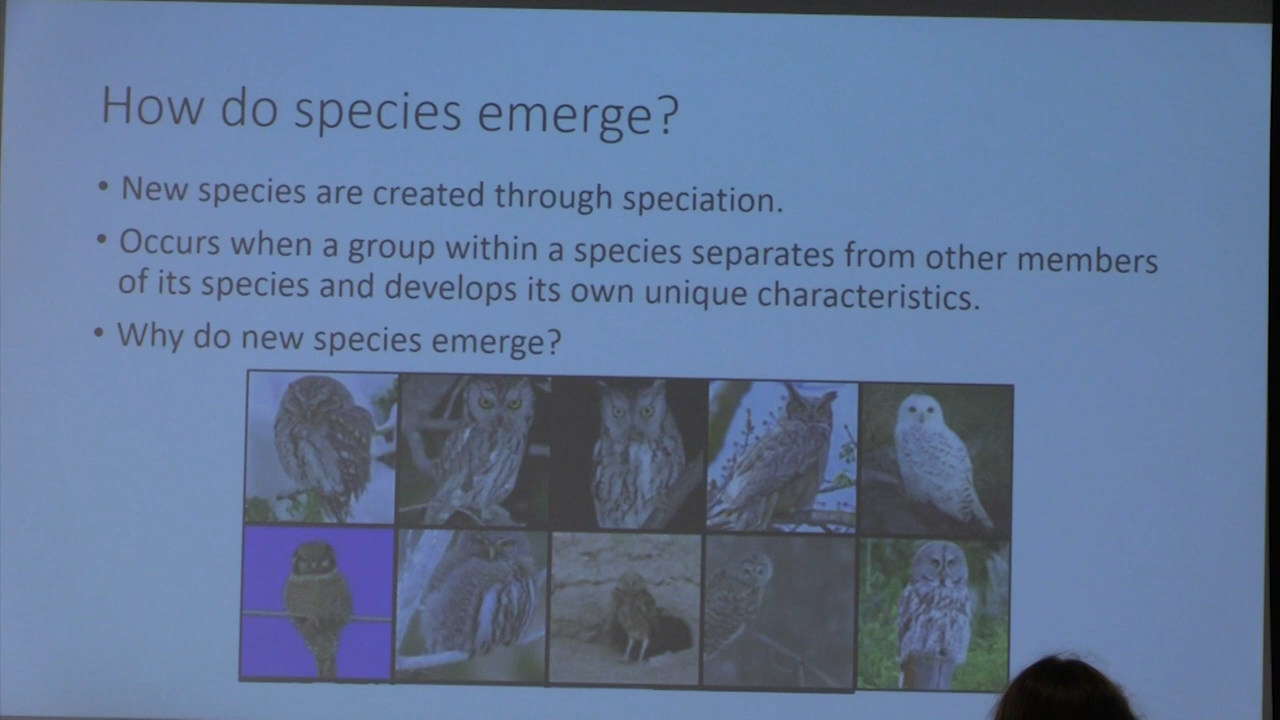 How do species emerge?
• New species are created through speciation.
• Occurs when a group within a species separates from other members
of its species and develops its own unique characteristics.
• Why do new species emerge?